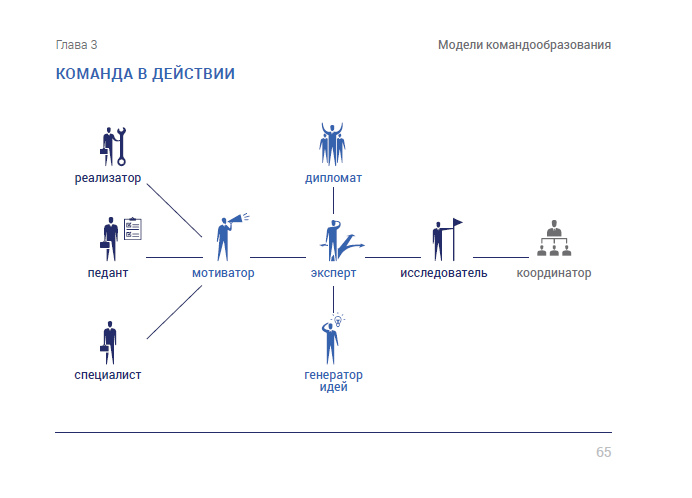 Глава 3
Модели командообразования
КОМАНДА В ДЕЙСТВИИ
реализатор
дипломат
педант
мотиватор
эксперт
исследователь
координатор
специалист
генератор
идей
65